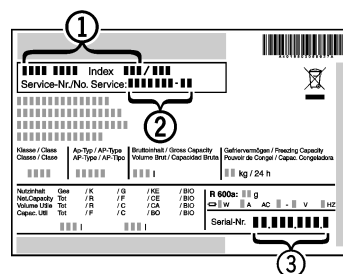 1
Index /
Service-Nr./No. Service: -
2
Klasse / Class Ap-Typ / AP-Type Bruttoinhalt / Gross Capacity Gefriervermögen / Freezing Capacity
Classe / Clase AP-Type / AP-Tipo Volume Brut / Capacidad Bruta Pouvoir de Congel / Capac. Congeladora
l kg / 24 h
Nutzinhalt Ges / K / G / KE / BIO
Net.Capacity Tot / R / F / CE / BIO
Volume Utile Tot / R / C / CA / BIO
Capac. Util Tot / F / C / BO / BIO
l l
R 600a: g
W A AC - V HZ
Serial-Nr.
3